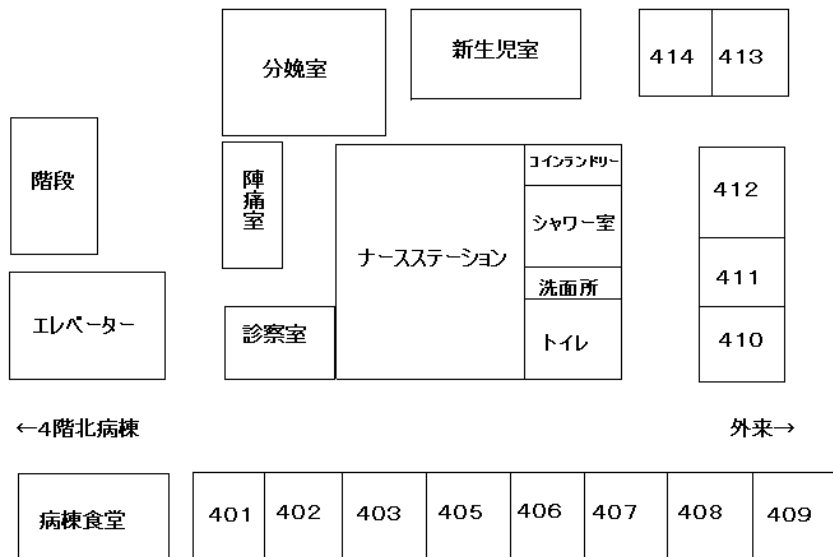 分娩室
新生児室
414 413
階段
陣痛室
ナースステーション
コインランドリー
シャワー室
洗面所
トイレ
412
411
410
エレベーター
診察室
←4階北病棟
外来→
病棟食堂
401 402 403 405 406 407 408 409